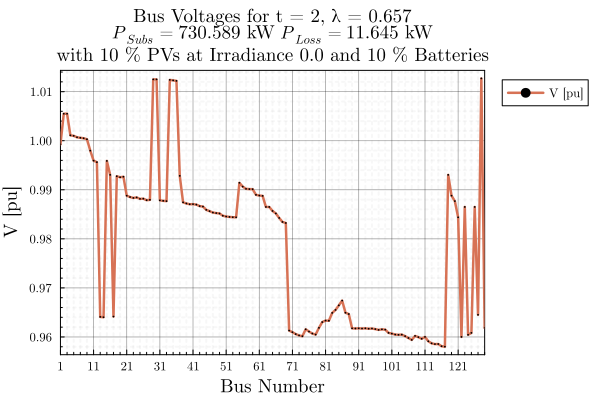 Bus Voltages for t = 2, λ = 0.657
P_Subs = 730.589 kW P_Loss = 11.645 kW
with 10 % PVs at Irradiance 0.0 and 10 % Batteries
V [pu]
1.01
1.00
0.99
0.98
0.97
0.96
V [pu]
1 11 21 31 41 51 61 71 81 91 101 111 121
Bus Number